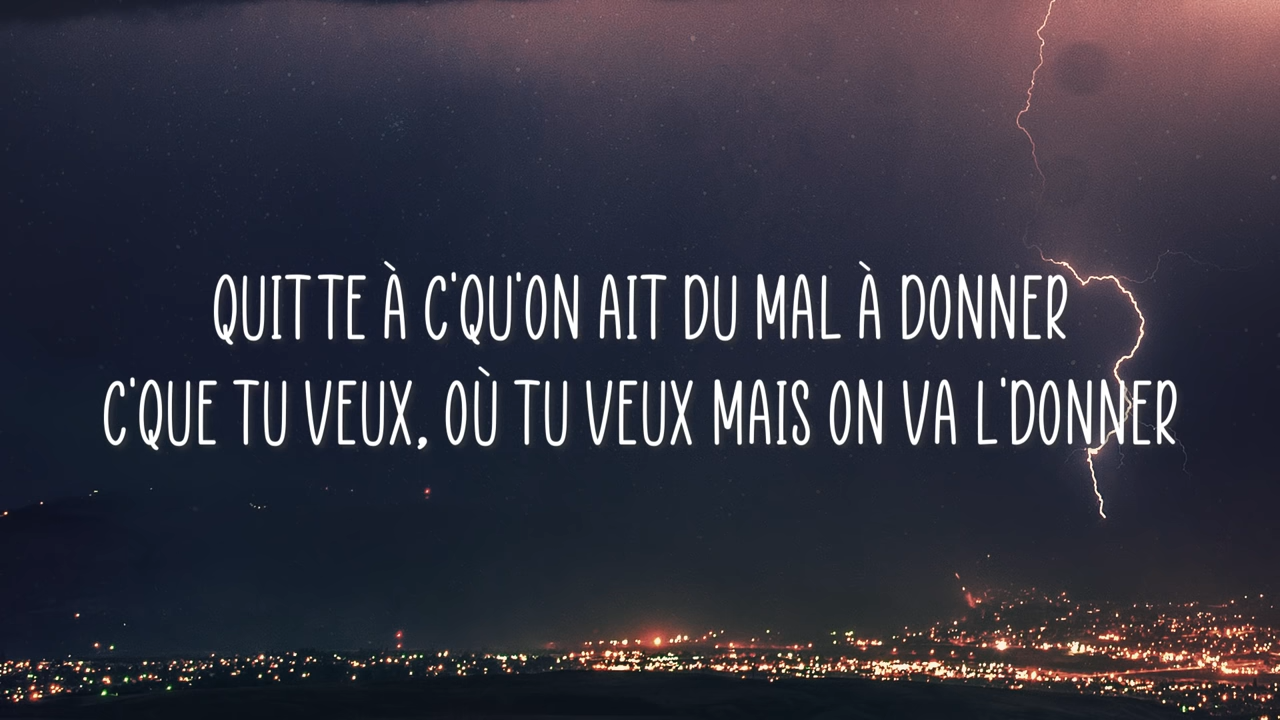 QUITTE À C'QU'ON AIT DU MAL À DONNER
C'QUE TU VEUX, OÙ TU VEUX MAIS ON VA L'DONNER